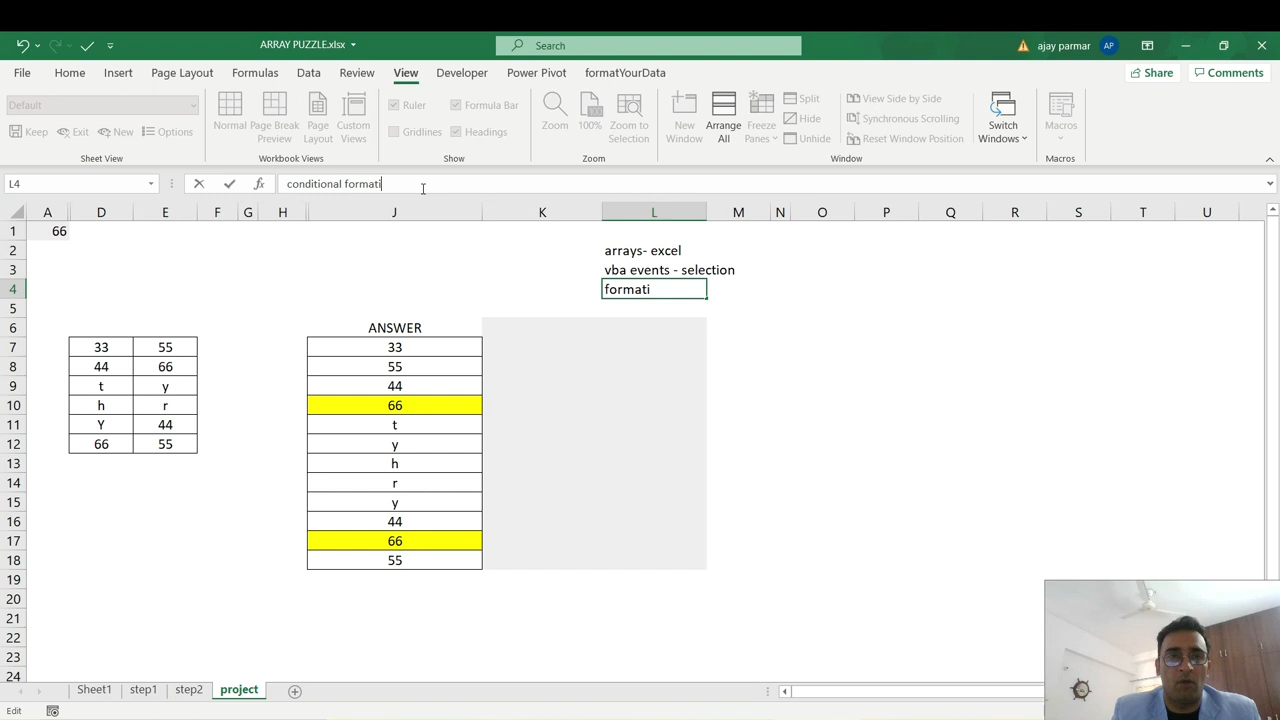 ARRAY PUZZLE.xlsx
Search
ajay parmar AP
File Home Insert Page Layout Formulas Data Review View Developer Power Pivot formatYourData Share Comments
Default
Keep Exit New Options
Sheet View
Normal Page Break Preview Page Layout Custom Views
Workbook Views
Ruler Formula Bar
Gridlines Headings
Show
Zoom 100% Zoom to Selection
Zoom
New Window Arrange All Freeze Panes
Split
Hide
Unhide
View Side by Side
Synchronous Scrolling
Reset Window Position
Switch Windows
Window
Macros
Macros
L4 fx conditional formati
A D E F G H J K L M N O P Q R S T U
1 66
2 arrays- excel
3 vba events - selection
4 formati
5
6 ANSWER
7 33 55 33
8 44 66 55
9 t y 44
10 h r 66
11 Y 44 t
12 66 55 y
13 h
14 r
15 y
16 44
17 66
18 55
19
20
21
22
23
24
Sheet1 step1 step2 project
Edit